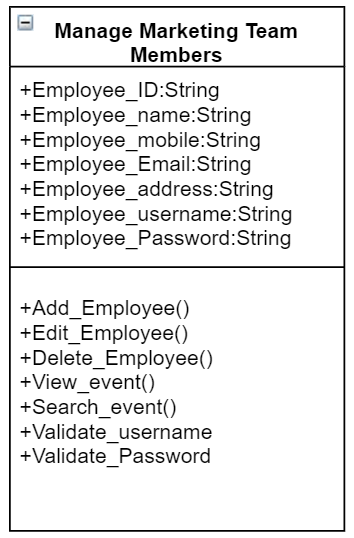 Manage Marketing Team
Members
+Employee_ID:String
+Employee_name:String
+Employee_mobile:String
+Employee_Email:String
+Employee_address:String
+Employee_username:String
+Employee_Password:String
+Add_Employee()
+Edit_Employee()
+Delete_Employee()
+View_event()
+Search_event()
+Validate_username
+Validate_Password